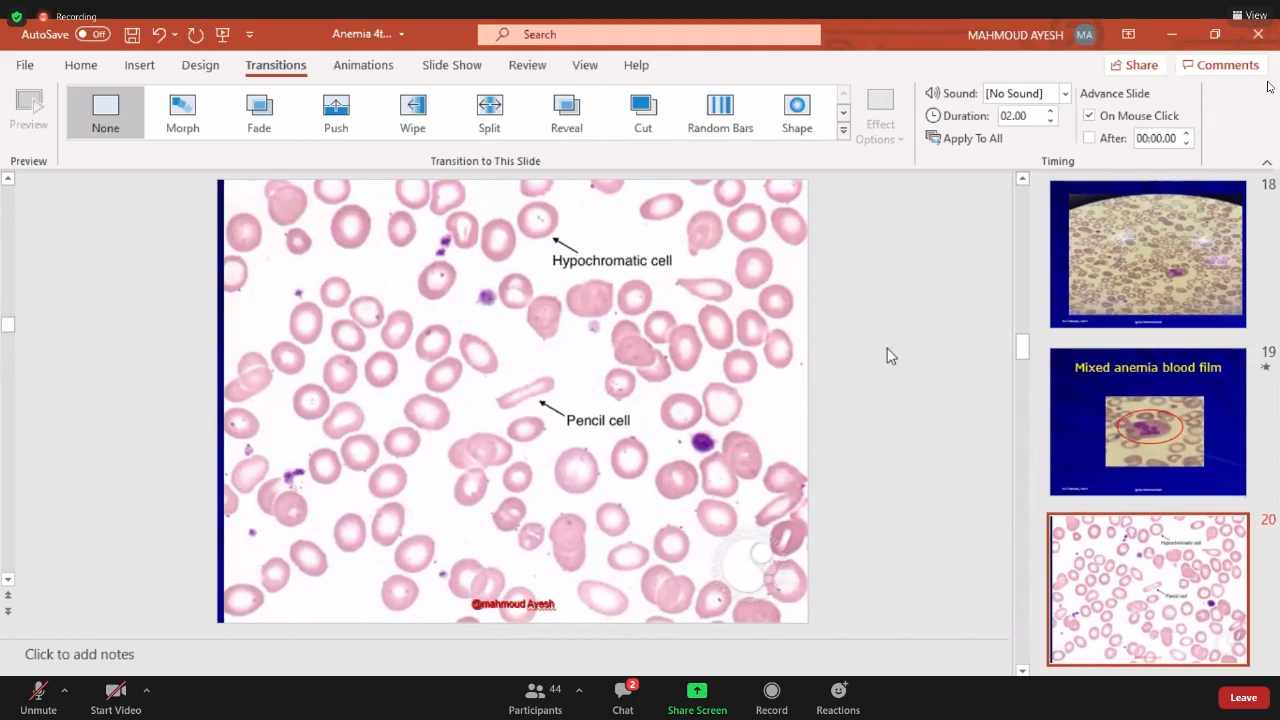 Recording
View
AutoSave Off
Anemia 4t...
Search
MAHMOUD AYESH MA
File Home Insert Design Transitions Animations Slide Show Review View Help
Share Comments
Preview
None Morph Fade Push Wipe Split Reveal Cut Random Bars Shape
Effect Options
Sound: [No Sound]
Duration: 02.00
Apply To All
Advance Slide
On Mouse Click
After: 00:00.00
Preview
Transition to This Slide
Timing
Hypochromatic cell
Pencil cell
@mahmoud Ayesh
18
19
Mixed anemia blood film
20
Hypochromatic cell
Pencil cell
Click to add notes
Unmute
Start Video
44
Participants
2
Chat
Share Screen
Record
Reactions
Leave